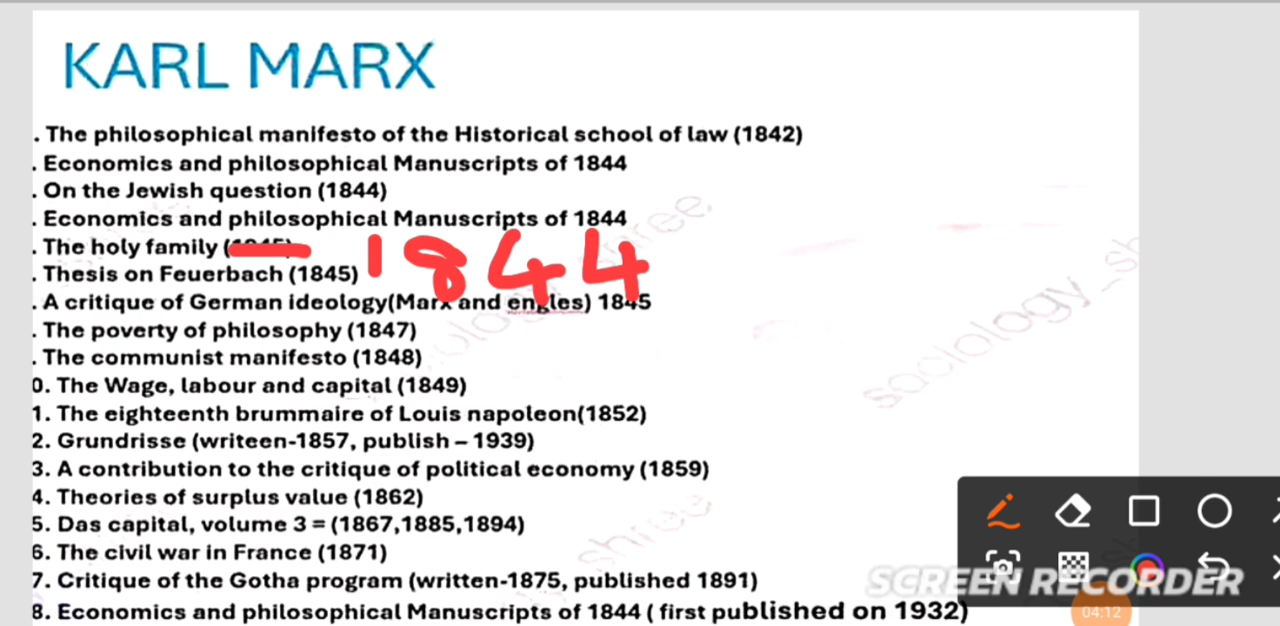 KARL MARX
. The philosophical manifesto of the Historical school of law (1842)
. Economics and philosophical Manuscripts of 1844
. On the Jewish question (1844)
. Economics and philosophical Manuscripts of 1844
. The holy family (
1844
. Thesis on Feuerbach (1845)
. A critique of German ideology(Marx and engles) 1845
. The poverty of philosophy (1847)
. The communist manifesto (1848)
0. The Wage, labour and capital (1849)
1. The eighteenth brummaire of Louis napoleon(1852)
2. Grundrisse (writeen-1857, publish – 1939)
3. A contribution to the critique of political economy (1859)
4. Theories of surplus value (1862)
5. Das capital, volume 3 = (1867,1885,1894)
6. The civil war in France (1871)
7. Critique of the Gotha program (written-1875, published 1891)
8. Economics and philosophical Manuscripts of 1844 ( first published on 1932)
sociology_sh
shree
SCREEN RECORDER
04:12